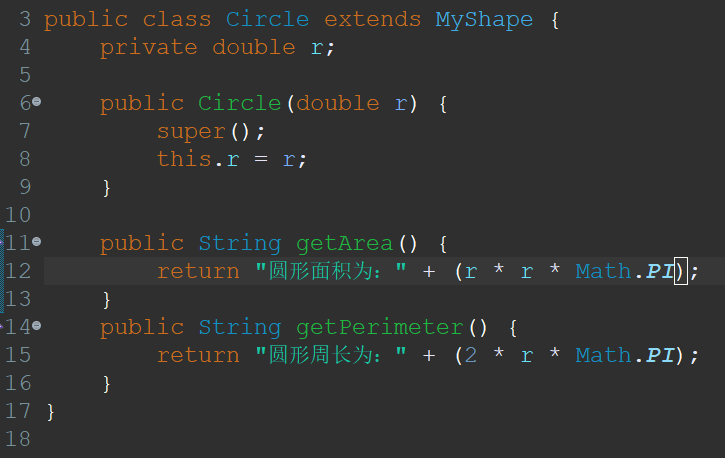 3 public class Circle extends MyShape {
4     private double r;
5
6     public Circle(double r) {
7         super();
8         this.r = r;
9     }
10
11     public String getArea() {
12         return "圆形面积为：" + (r * r * Math.PI);
13     }
14     public String getPerimeter() {
15         return "圆形周长为：" + (2 * r * Math.PI);
16     }
17 }
18